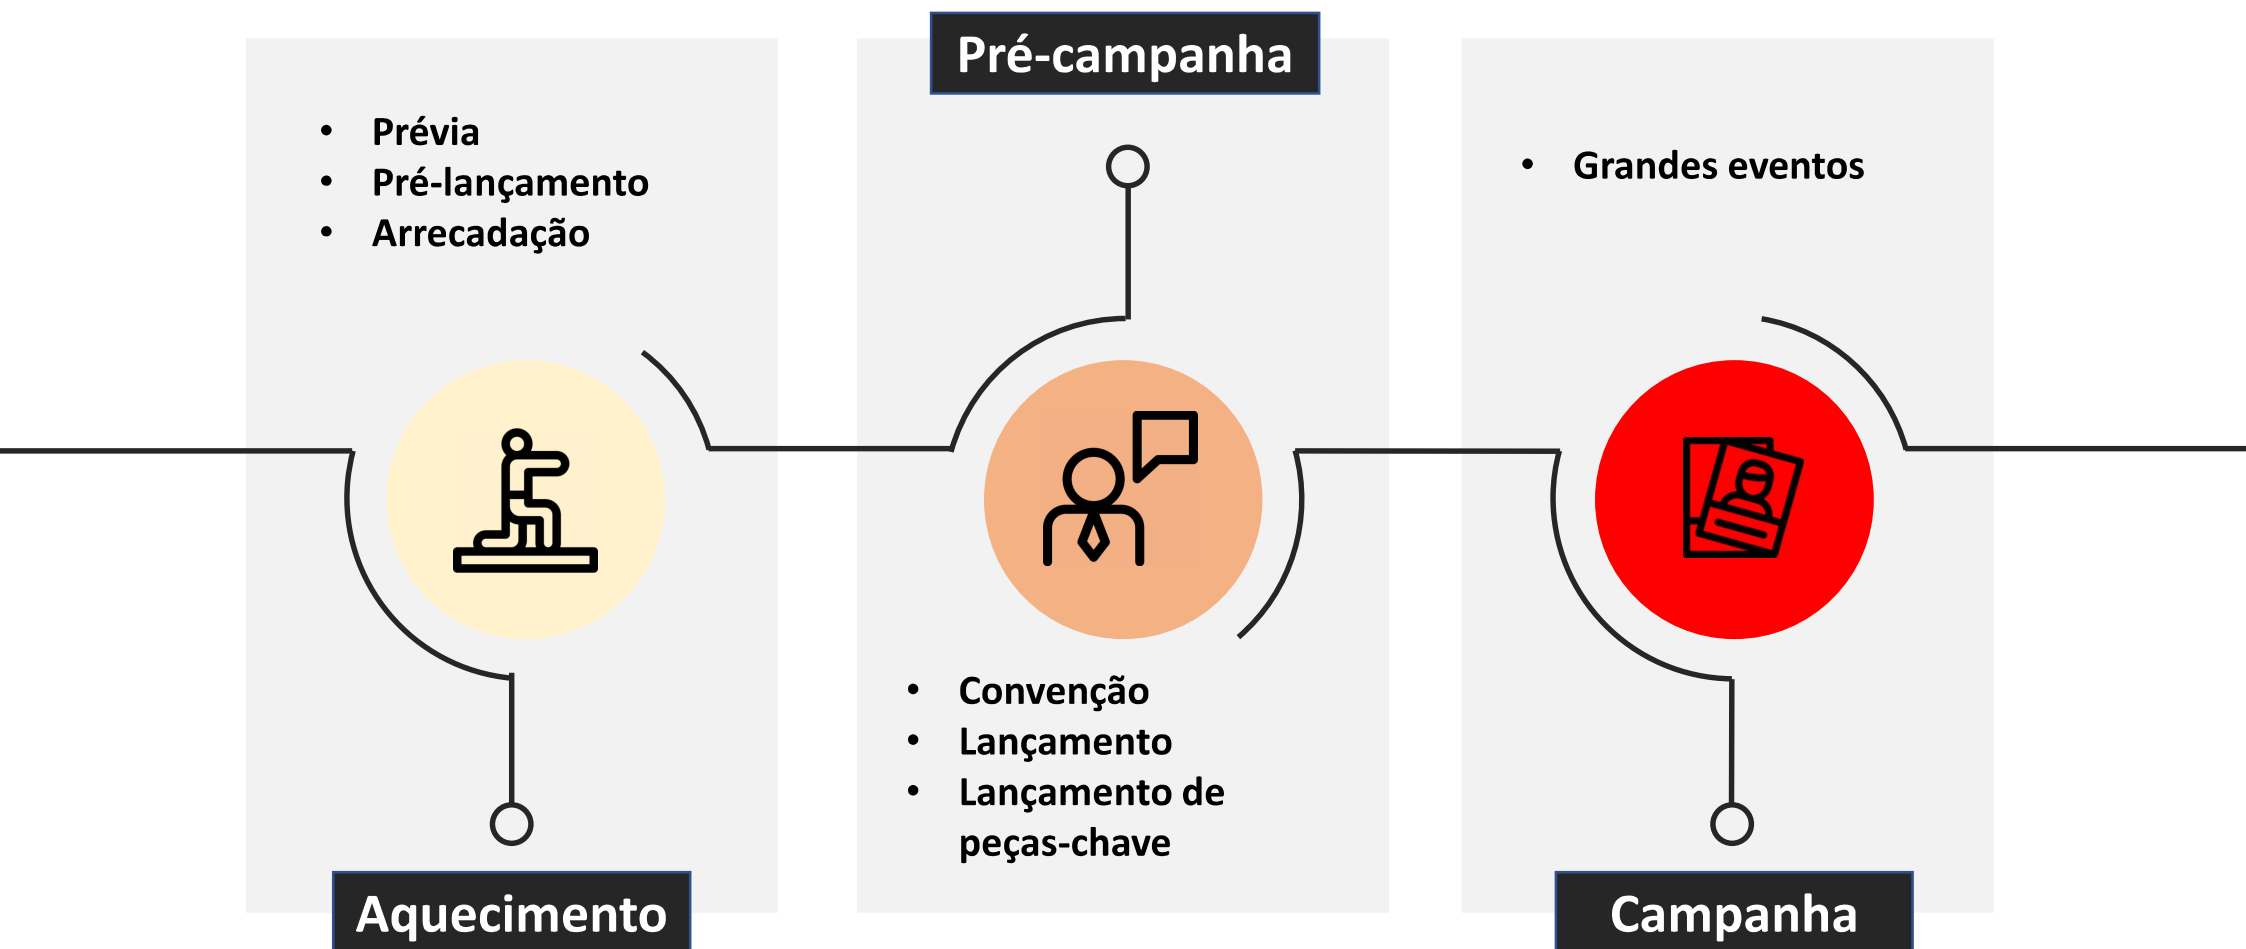 Pré-campanha
• Prévia
• Pré-lançamento
• Arrecadação
• Grandes eventos
• Convenção
• Lançamento
• Lançamento de
peças-chave
Aquecimento
Campanha